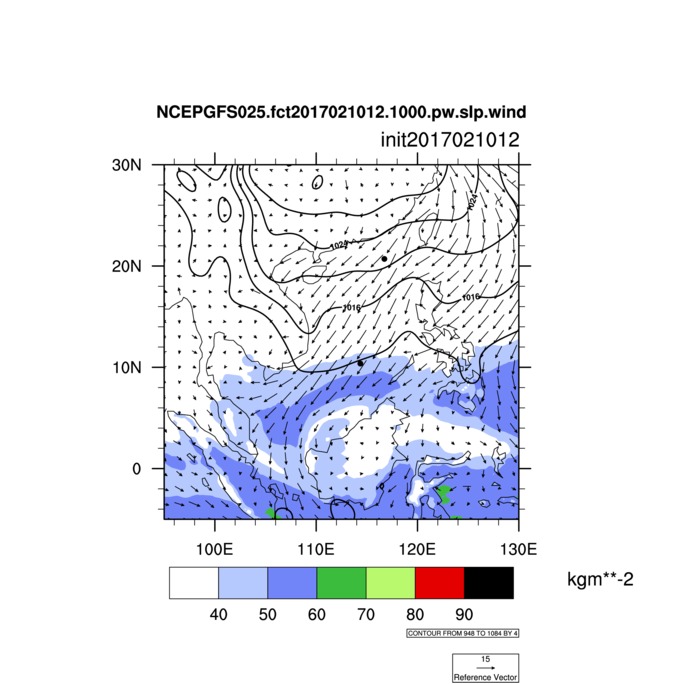 NCEPGFS025.fct2017021012.1000.pw.slp.wind
init2017021012
30N
1024
1024
20N
1016
1016
10N
0
100E 110E 120E 130E
kgm**-2
40 50 60 70 80 90
CONTOUR FROM 948 TO 1084 BY 4
15
Reference Vector